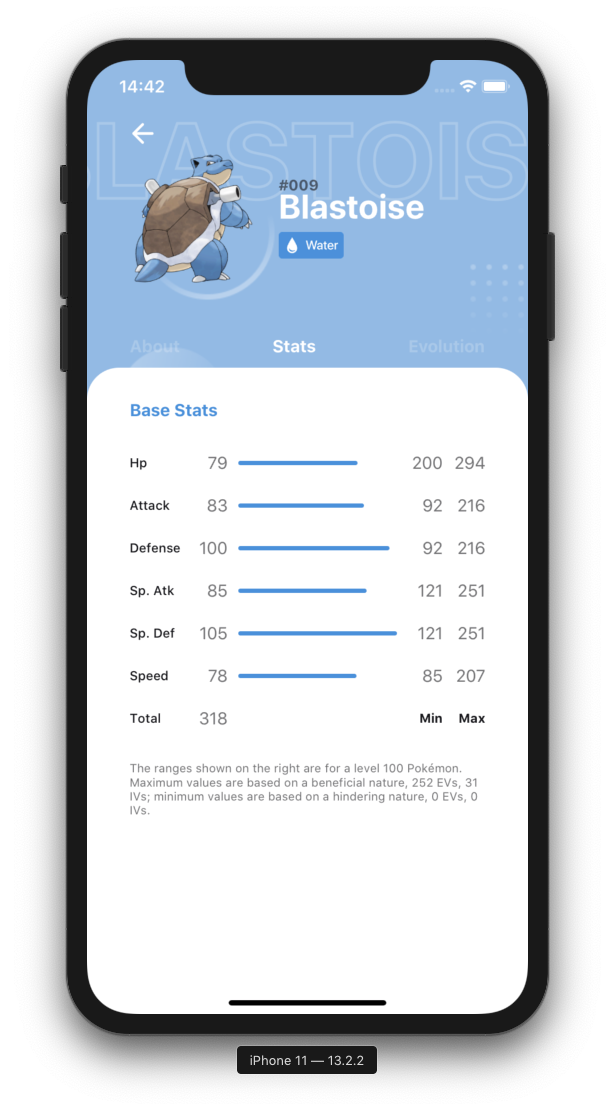 14:42
BLASTOIS
#009
Blastoise
Water
About Stats Evolution
Base Stats
Hp 79 200 294
Attack 83 92 216
Defense 100 92 216
Sp. Atk 85 121 251
Sp. Def 105 121 251
Speed 78 85 207
Total 318 Min Max
The ranges shown on the right are for a level 100 Pokémon.
Maximum values are based on a beneficial nature, 252 EVs, 31
IVs; minimum values are based on a hindering nature, 0 EVs, 0
IVs.
iPhone 11 — 13.2.2